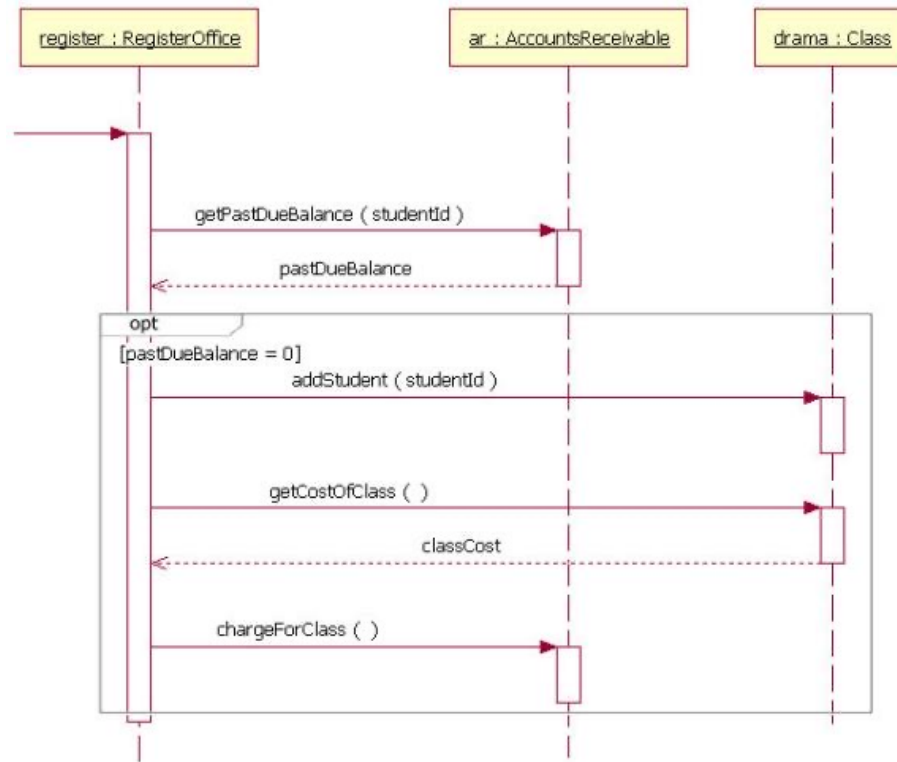 register : RegisterOffice
ar : AccountsReceivable
drama : Class
getPastDueBalance ( studentId )
pastDueBalance
opt
[pastDueBalance = 0]
addStudent ( studentId )
getCostOfClass ( )
classCost
chargeForClass ( )